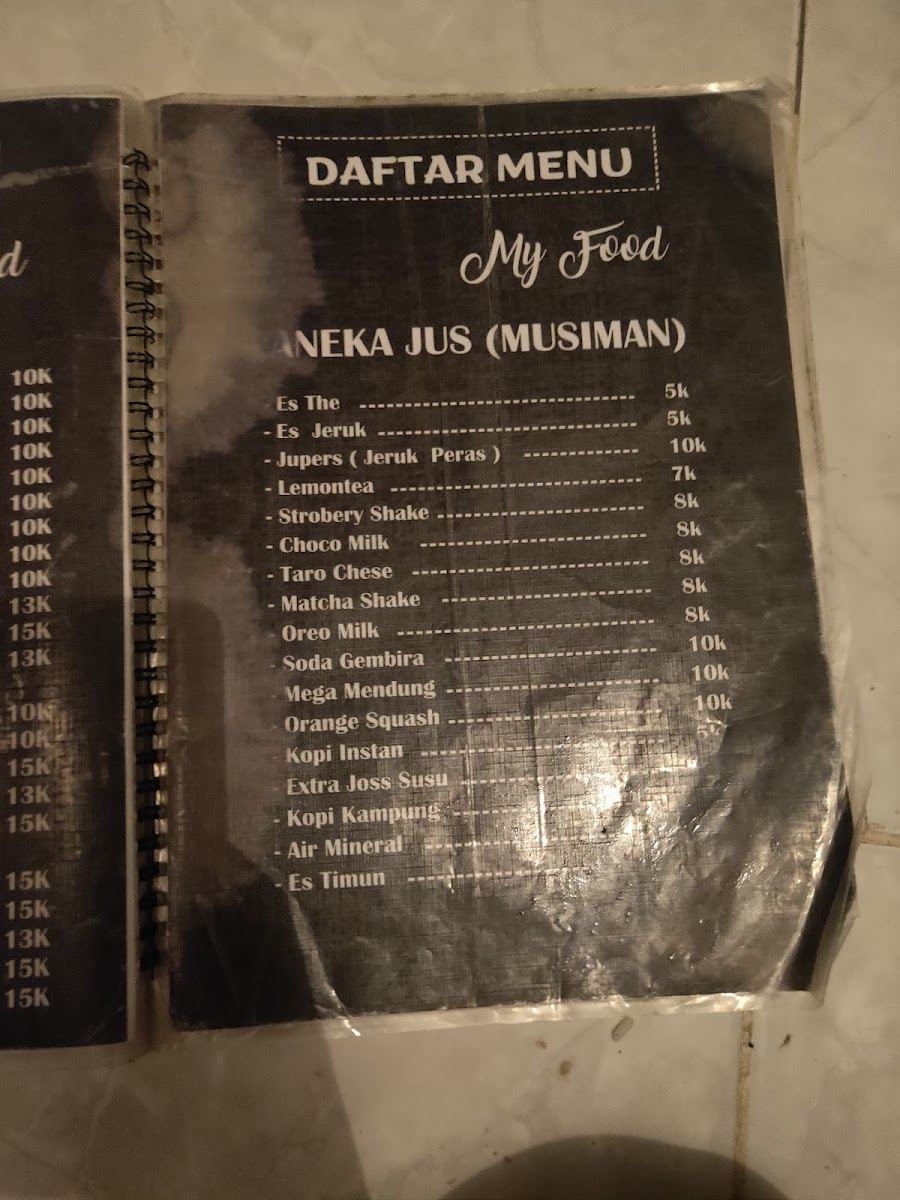 d
10K
10K
10K
10K
10K
10K
10K
10K
10K
13K
15K
13K
10K
10K
15K
13K
15K
15K
15K
13K
15K
15K
DAFTAR MENU
My Food
ANEKA JUS (MUSIMAN)
Es The ---------------------------------- 5k
- Es Jeruk -------------------------------- 5k
- Jupers ( Jeruk Peras ) -------------- 10k
- Lemontea ------------------------------- 7k
- Strobery Shake ------------------------- 8k
- Choco Milk ---------------------------- 8k
- Taro Chese ----------------------------- 8k
- Matcha Shake ------------------------- 8k
Oreo Milk ------------------------------- 8k
- Soda Gembira -------------------------- 10k
Mega Mendung -------------------------- 10k
Orange Squash -------------------------- 10k
Kopi Instan ----------------------------- 5k
Extra Joss Susu ------------
- Kopi Kampung ------------
- Air Mineral ------------
- Es Timun ----------------